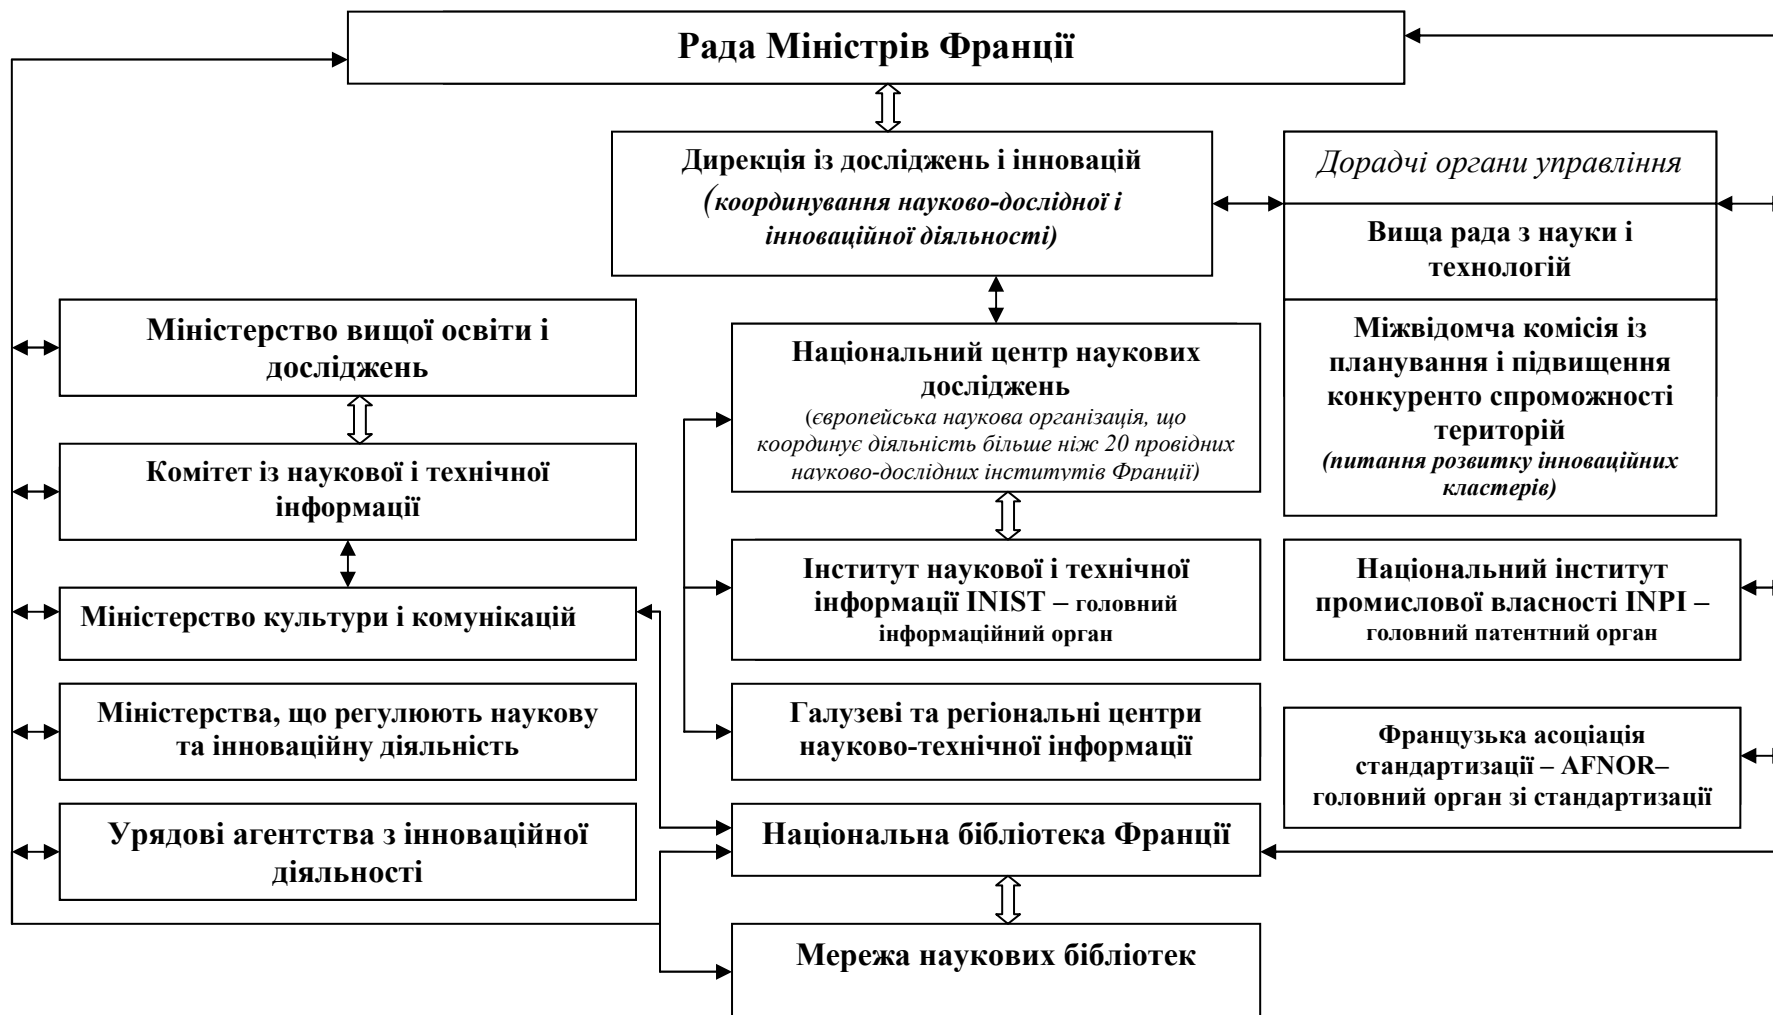 Рада Міністрів Франції
Дирекція із досліджень і інновацій
(координування науково-дослідної і
інноваційної діяльності)
Дорадчі органи управління
Вища рада з науки і
технологій
Міжвідомча комісія із
планування і підвищення
конкуренто спроможності
територій
(питання розвитку інноваційних
кластерів)
Міністерство вищої освіти і
досліджень
Комітет із наукової і технічної
інформації
Міністерство культури і комунікацій
Міністерства, що регулюють наукову
та інноваційну діяльність
Урядові агентства з інноваційної
діяльності
Національний центр наукових
досліджень
(європейська наукова організація, що
координує діяльність більше ніж 20 провідних
науково-дослідних інститутів Франції)
Інститут наукової і технічної
інформації INIST – головний
інформаційний орган
Галузеві та регіональні центри
науково-технічної інформації
Національна бібліотека Франції
Мережа наукових бібліотек
Національний інститут
промислової власності INPI –
головний патентний орган
Французька асоціація
стандартизації – AFNOR–
головний орган зі стандартизації